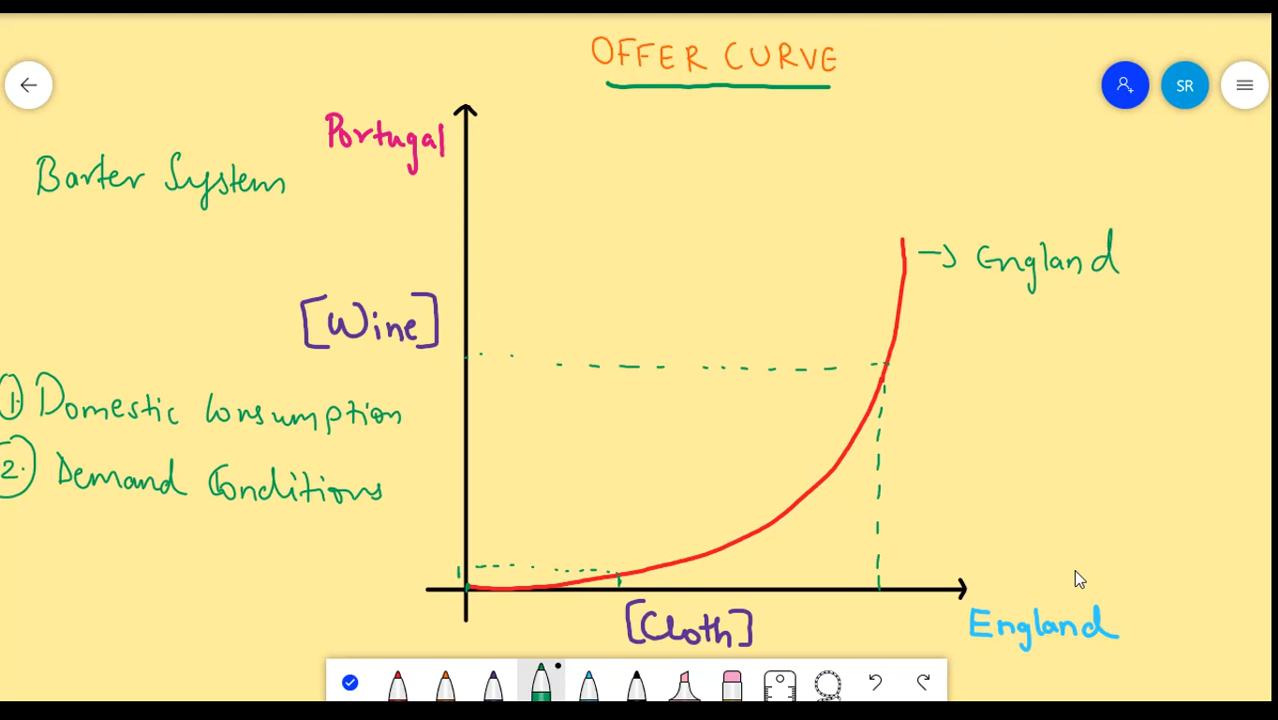 OFFER CURVE
SR
Portugal
Barter System
→ England
[Wine]
1. Domestic Consumption
2. Demand Conditions
[Cloth]
England